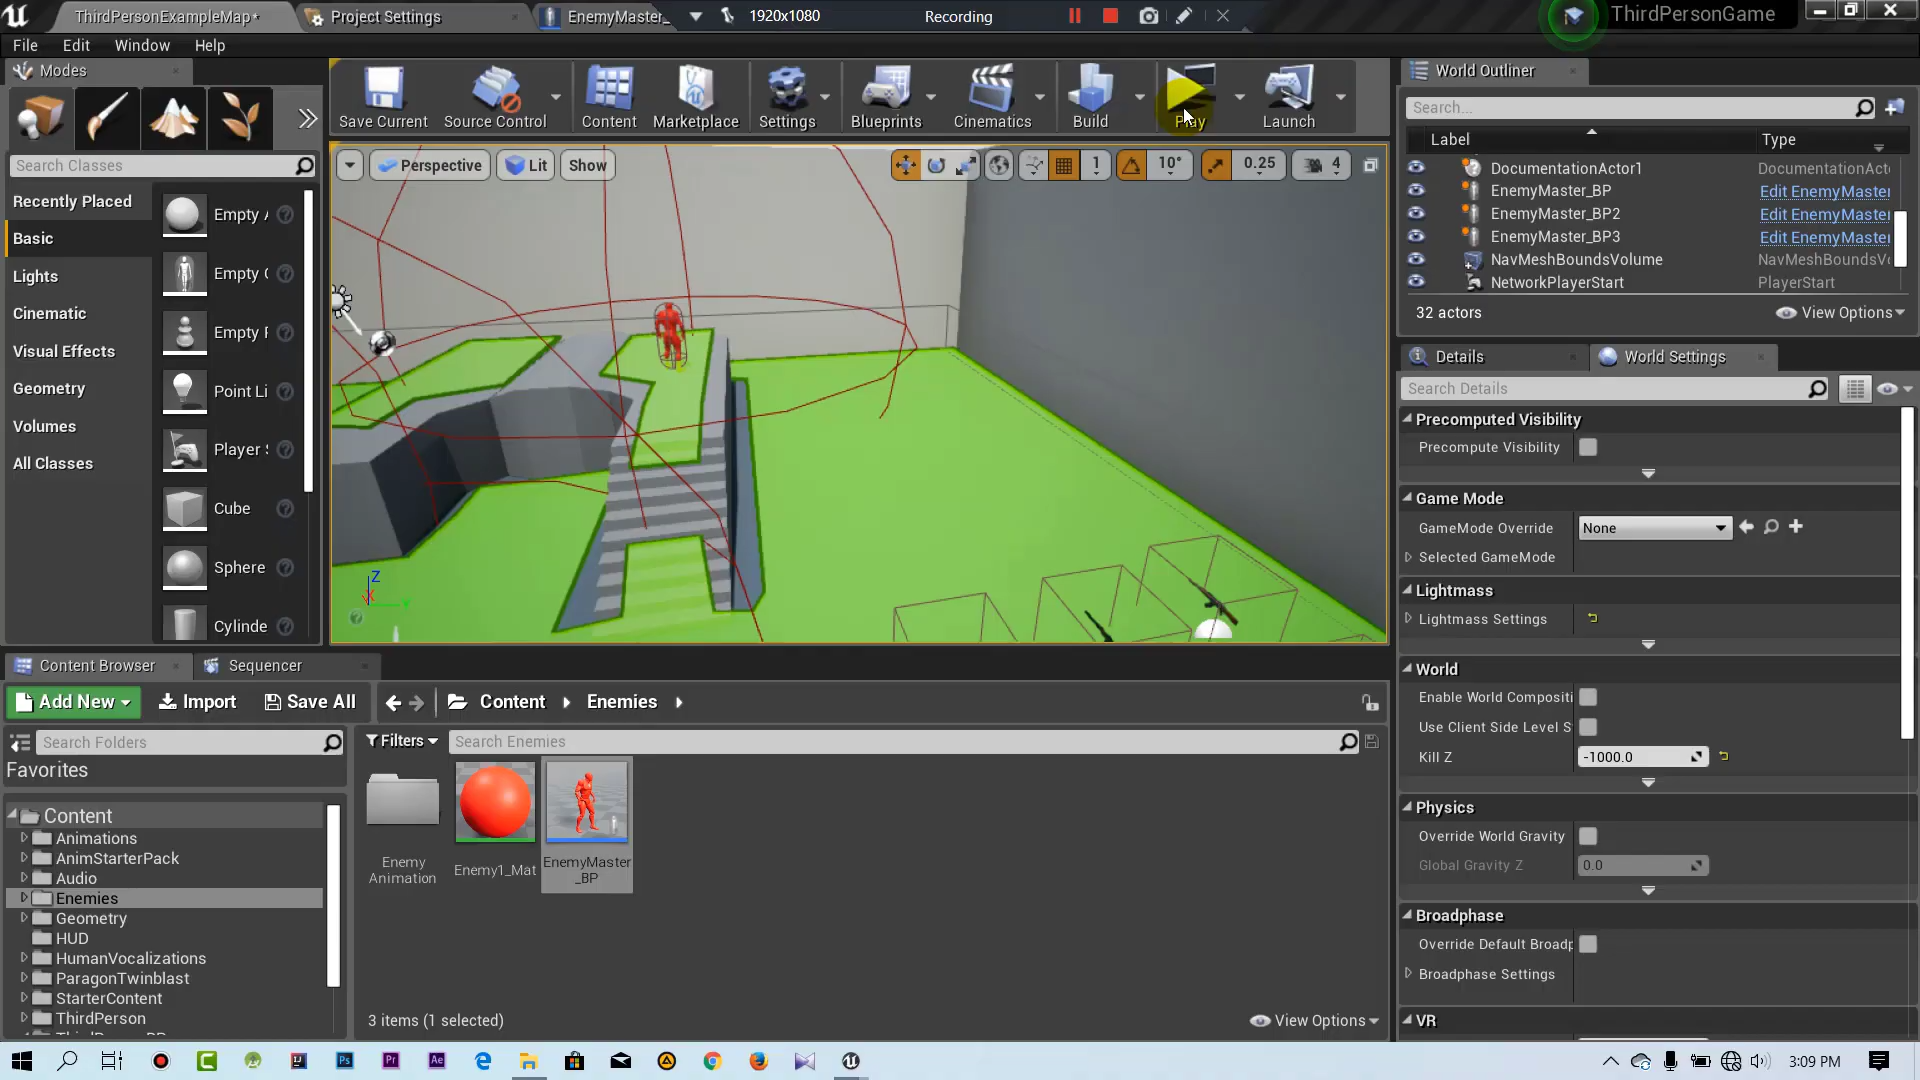 ThirdPersonExampleMap*
Project Settings
EnemyMaster_
1920x1080
Recording
ThirdPersonGame
File
Edit
Window
Help
Modes
Save Current
Source Control
Content
Marketplace
Settings
Blueprints
Cinematics
Build
Play
Launch
Search Classes
Recently Placed
Basic
Lights
Cinematic
Visual Effects
Geometry
Volumes
All Classes
Empty
Empty
Empty
Point Li
Player
Cube
Sphere
Cylinde
Perspective
Lit
Show
1
10°
0.25
4
Z
X
World Outliner
Search...
Label
Type
DocumentationActor1
DocumentationActo
EnemyMaster_BP
Edit EnemyMaster
EnemyMaster_BP2
Edit EnemyMaster
EnemyMaster_BP3
Edit EnemyMaster
NavMeshBoundsVolume
NavMeshBoundsVo
NetworkPlayerStart
PlayerStart
32 actors
View Options
Details
World Settings
Search Details
Precomputed Visibility
Precompute Visibility
Game Mode
GameMode Override
None
Selected GameMode
Lightmass
Lightmass Settings
World
Enable World Compositi
Use Client Side Level S
Kill Z
-1000.0
Physics
Override World Gravity
Global Gravity Z
0.0
Broadphase
Override Default Broadp
Broadphase Settings
VR
Content Browser
Sequencer
Add New
Import
Save All
Content
Enemies
Search Folders
Filters
Search Enemies
Favorites
Content
Animations
AnimStarterPack
Audio
Enemies
Geometry
HUD
HumanVocalizations
ParagonTwinblast
StarterContent
ThirdPerson
Enemy
Animation
Enemy1_Mat
EnemyMaster
_BP
3 items (1 selected)
View Options
3:09 PM